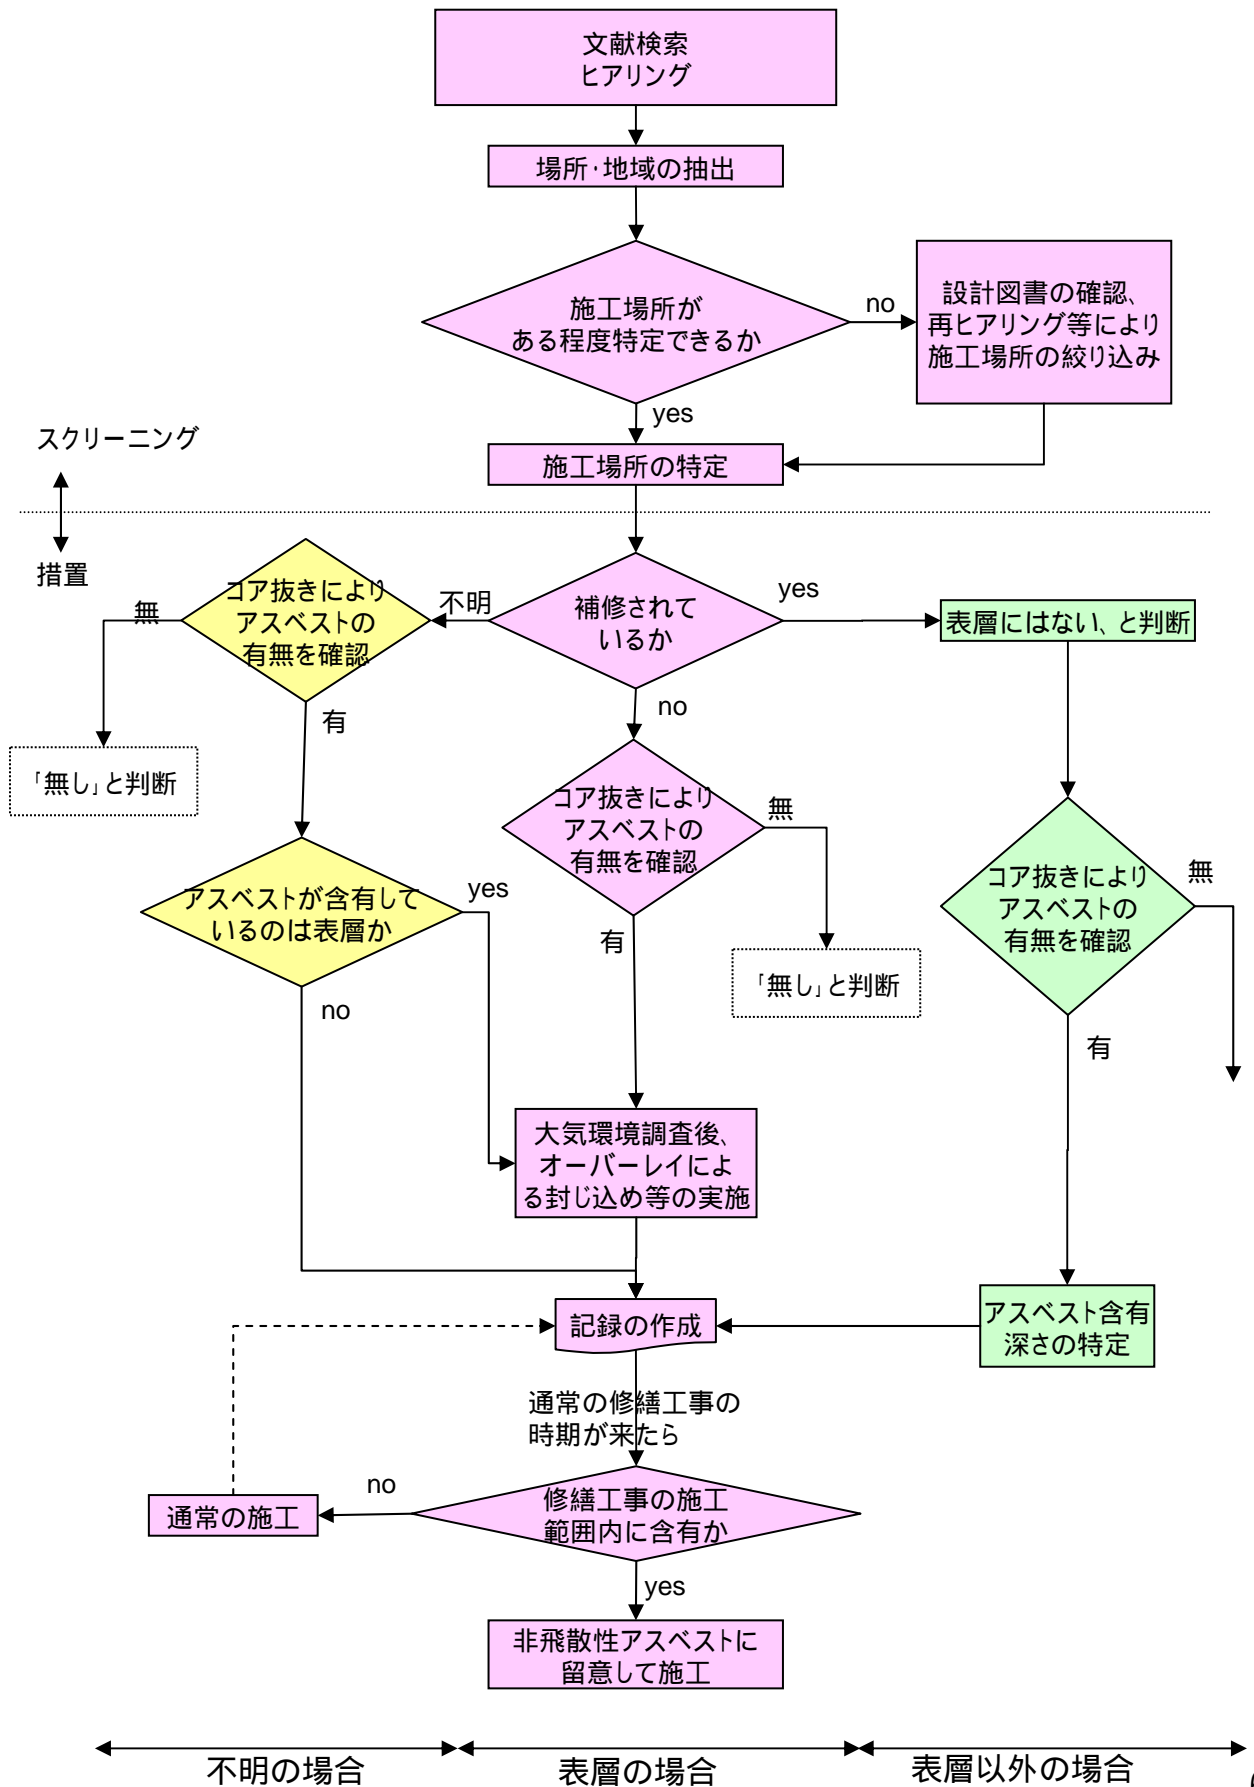 文献検索
ヒアリング
場所・地域の抽出
施工場所が
ある程度特定できるか
no
設計図書の確認、
再ヒアリング等により
施工場所の絞り込み
yes
施工場所の特定
スクリーニング
措置
コア抜きにより
アスベストの
有無を確認
無
不明
補修されて
いるか
yes
表層にはない、と判断
有
no
「無し」と判断
コア抜きにより
アスベストの
有無を確認
無
アスベストが含有して
いるのは表層か
yes
コア抜きにより
アスベストの
有無を確認
無
有
「無し」と判断
no
有
大気環境調査後、
オーバーレイによ
る封じ込め等の実施
記録の作成
アスベスト含有
深さの特定
通常の修繕工事の
時期が来たら
no
通常の施工
修繕工事の施工
範囲内に含有か
yes
非飛散性アスベストに
留意して施工
不明の場合
表層の場合
表層以外の場合